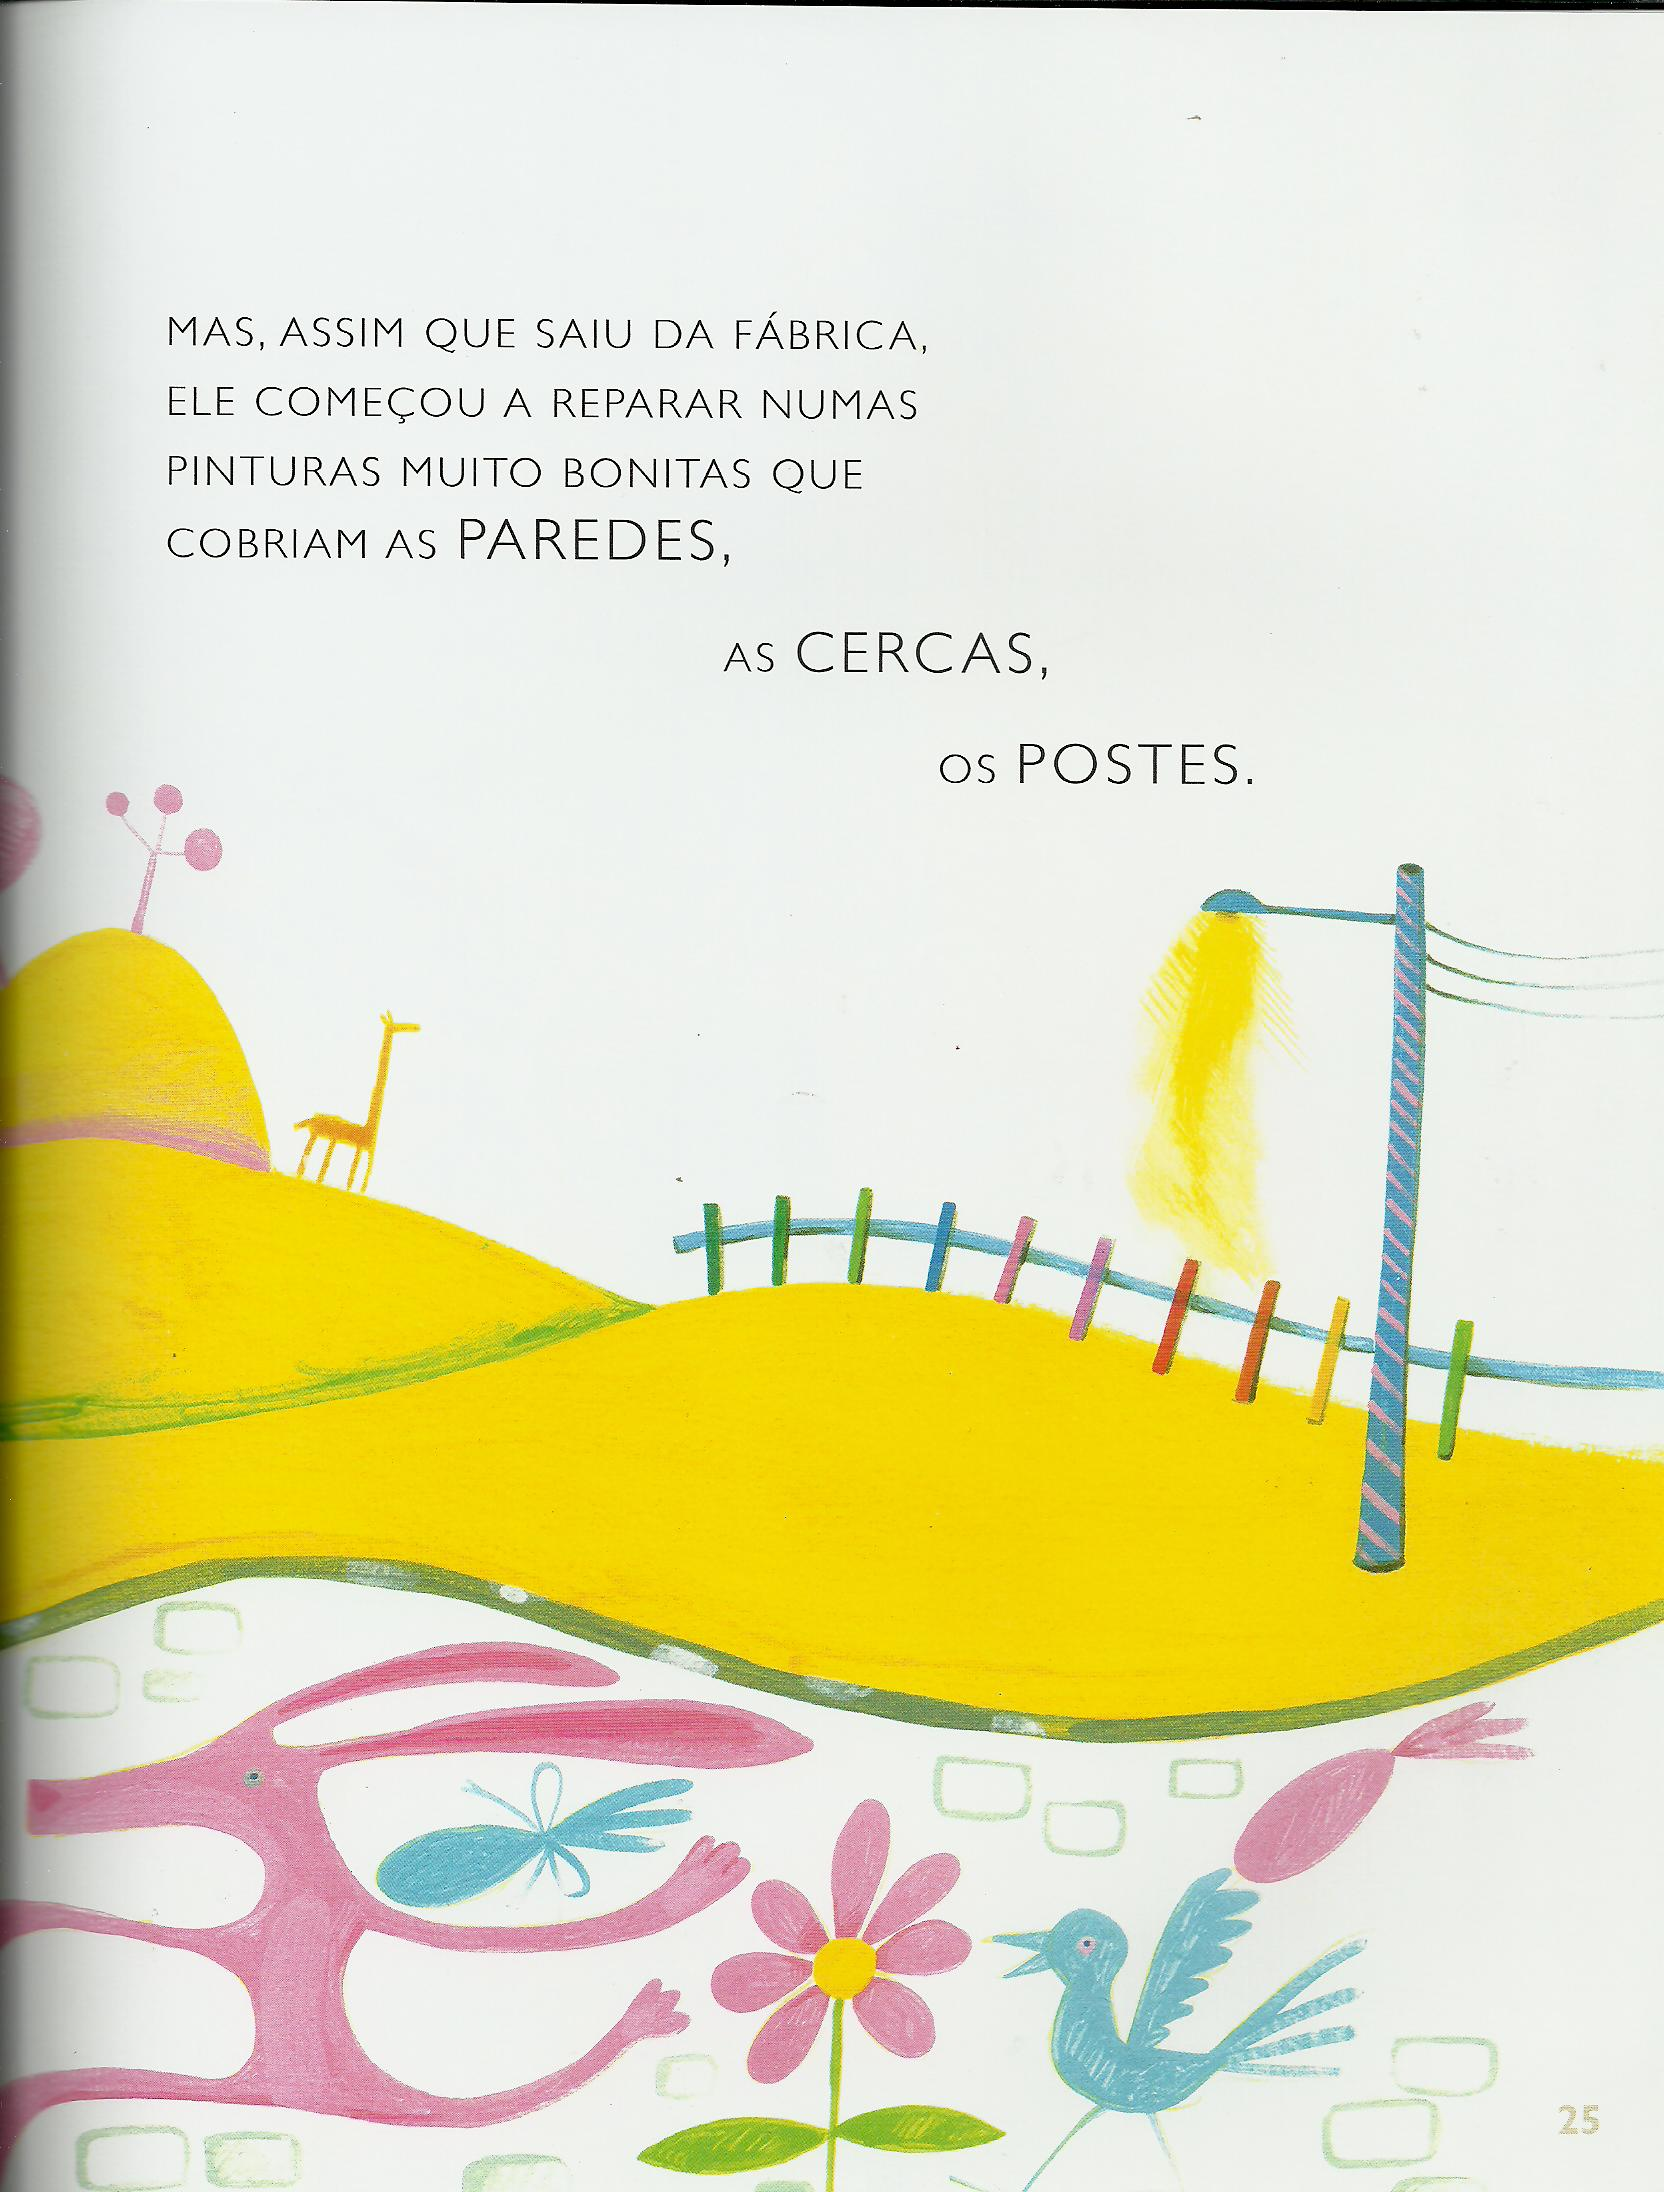 MAS, ASSIM QUE SAIU DA FÁBRICA,
ELE COMEÇOU A REPARAR NUMAS
PINTURAS MUITO BONITAS QUE
COBRIAM AS PAREDES,
AS CERCAS,
OS POSTES.
25